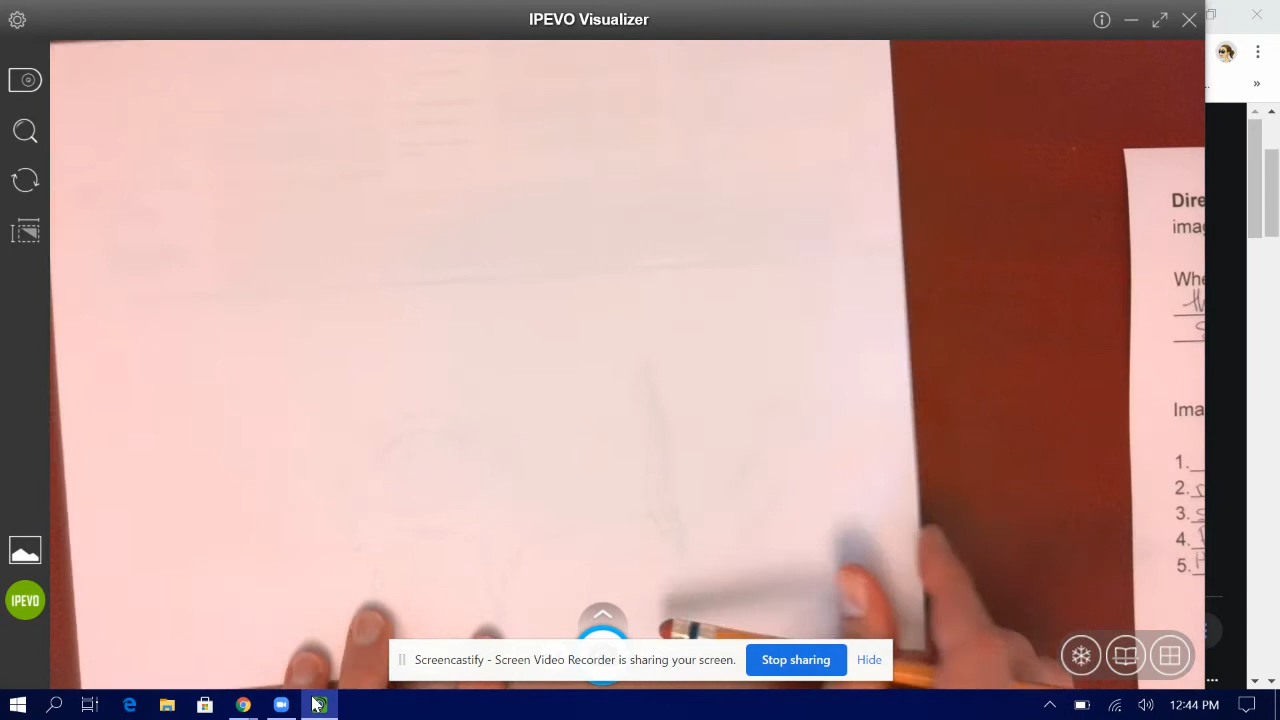 IPEVO Visualizer
Dire
imag
Whe
th
Ima
1.
2.
3.
4.
5.
IPEVO
Screencastify - Screen Video Recorder is sharing your screen.
Stop sharing
Hide
12:44 PM